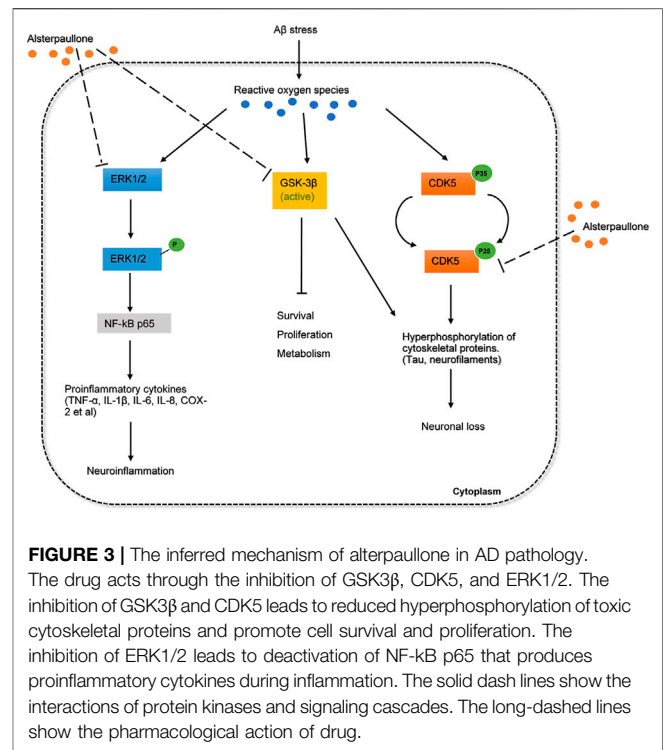 Alsterpaullone
Aβ stress
Reactive oxygen species
ERK1/2
GSK-3β
(active)
CDK5
P35
ERK1/2
P
CDK5
P25
Alsterpaullone
NF-kB p65
Survival
Proliferation
Metabolism
Hyperphosphorylation of
cytoskeletal proteins.
(Tau, neurofilaments)
Proinflammatory cytokines
(TNF-α, IL-1β, IL-6, IL-8, COX-
2 et al)
Neuronal loss
Neuroinflammation
Cytoplasm
FIGURE 3 | The inferred mechanism of alterpaullone in AD pathology.
The drug acts through the inhibition of GSK3β, CDK5, and ERK1/2. The
inhibition of GSK3β and CDK5 leads to reduced hyperphosphorylation of toxic
cytoskeletal proteins and promote cell survival and proliferation. The
inhibition of ERK1/2 leads to deactivation of NF-kB p65 that produces
proinflammatory cytokines during inflammation. The solid dash lines show the
interactions of protein kinases and signaling cascades. The long-dashed lines
show the pharmacological action of drug.